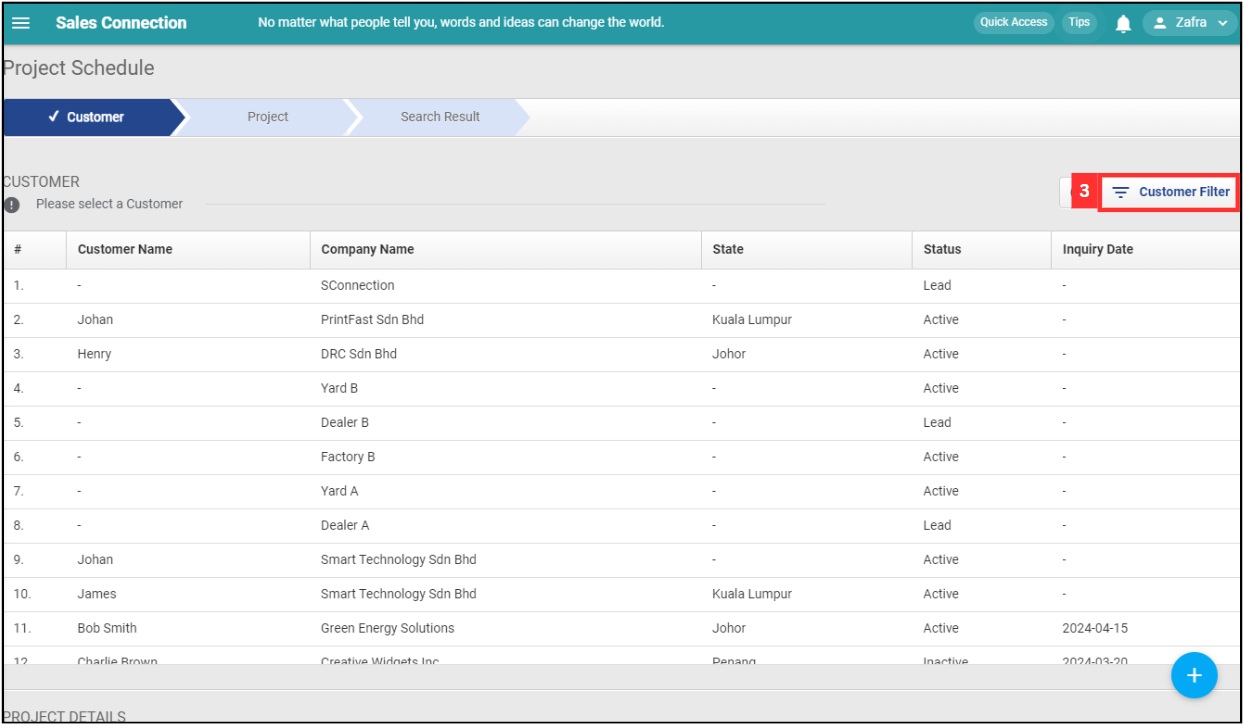 Sales Connection No matter what people tell you, words and ideas can change the world. Quick Access Tips Zafra
Project Schedule
Customer Project Search Result
CUSTOMER
Please select a Customer
3 Customer Filter
# Customer Name Company Name State Status Inquiry Date
1. - SConnection - Lead -
2. Johan PrintFast Sdn Bhd Kuala Lumpur Active -
3. Henry DRC Sdn Bhd Johor Active -
4. - Yard B - Active -
5. - Dealer B - Lead -
6. - Factory B - Active -
7. - Yard A - Active -
8. - Dealer A - Lead -
9. Johan Smart Technology Sdn Bhd - Active -
10. James Smart Technology Sdn Bhd Kuala Lumpur Active -
11. Bob Smith Green Energy Solutions Johor Active 2024-04-15
12. Charlie Brown Creative Widgets Inc. Penang Inactive 2024-03-20
PROJECT DETAILS